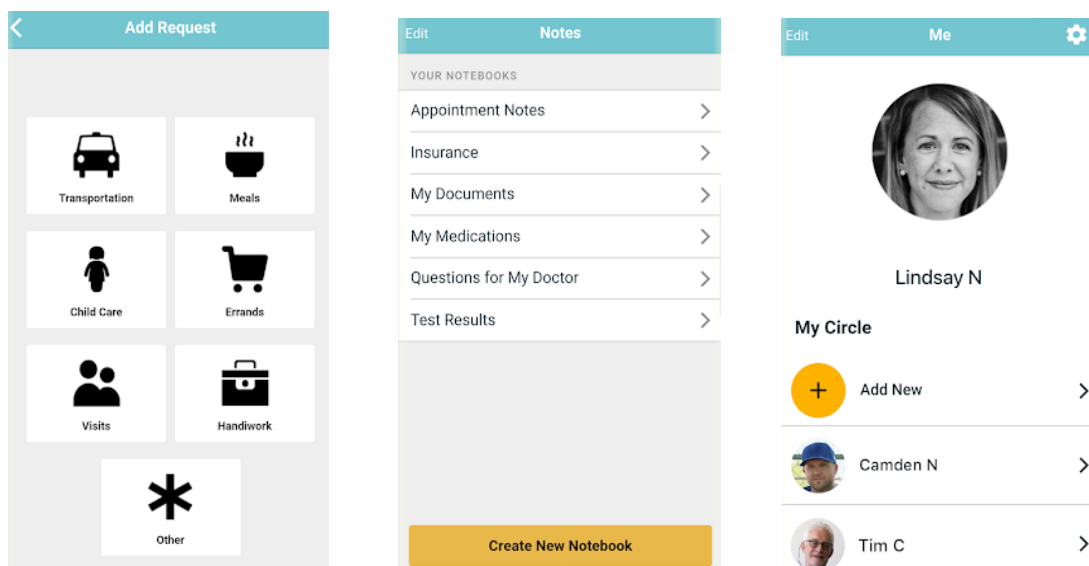 Add Request
Transportation
Meals
Child Care
Errands
Visits
Handiwork
Other
Edit
Notes
YOUR NOTEBOOKS
Appointment Notes
Insurance
My Documents
My Medications
Questions for My Doctor
Test Results
Create New Notebook
Edit
Me
Lindsay N
My Circle
Add New
Camden N
Tim C